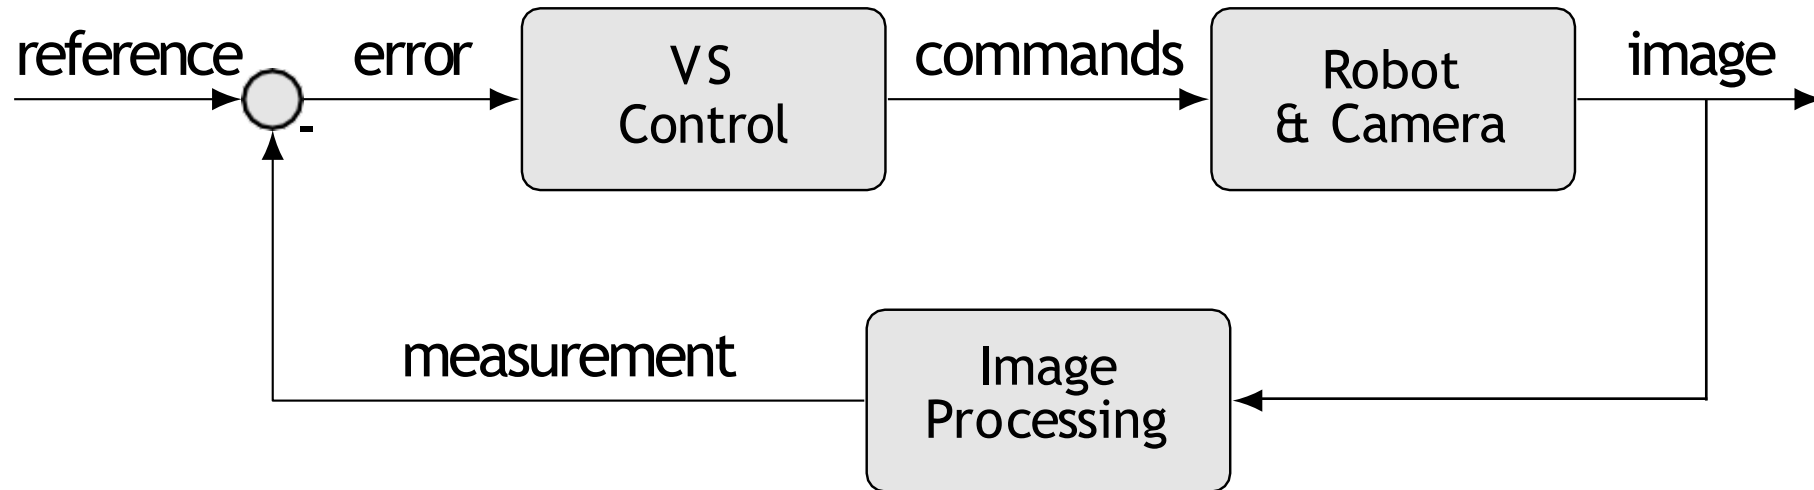 reference
error
VS
Control
commands
Robot
& Camera
image
-
measurement
Image
Processing